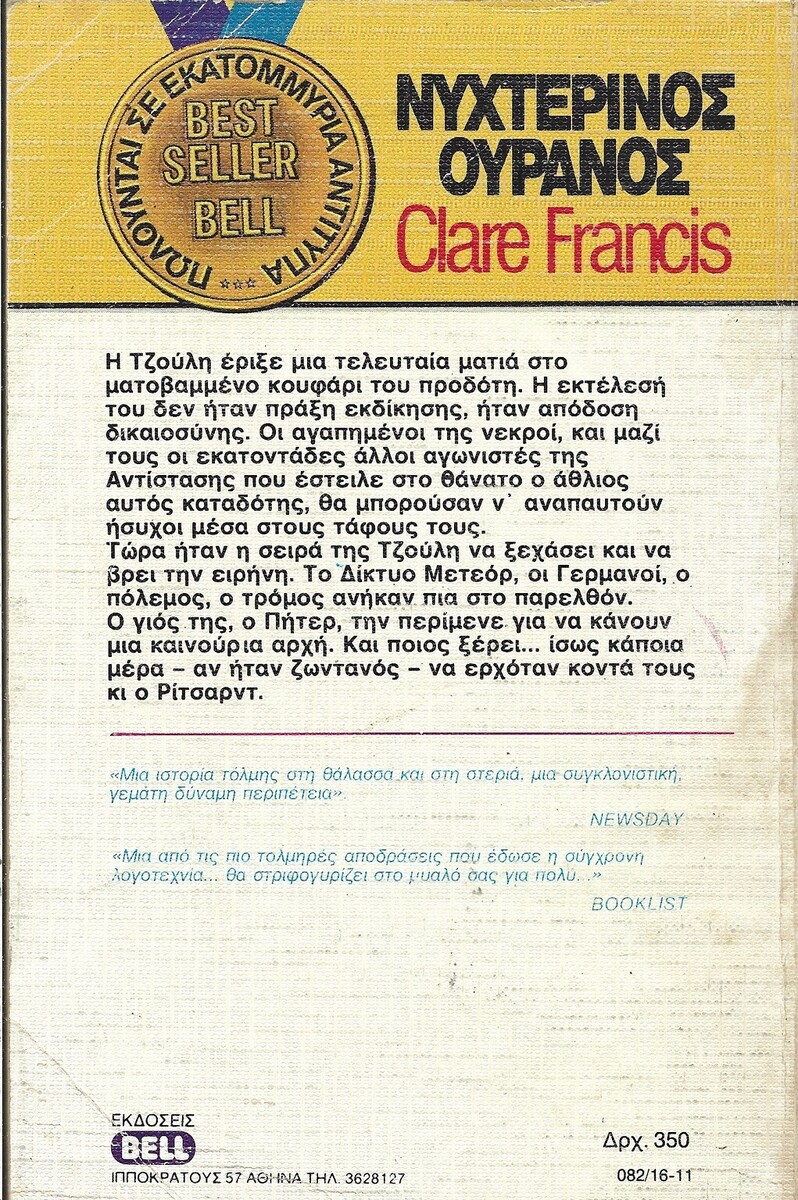 ΠΩΛΟΥΝΤΑΙ ΣΕ ΕΚΑΤΟΜΜΥΡΙΑ ΑΝΤΙΤΥΠΑ
BEST
SELLER
BELL
ΝΥΧΤΕΡΙΝΟΣ
ΟΥΡΑΝΟΣ
Clare Francis
Η Τζούλη έριξε μια τελευταία ματιά στο
ματοβαμμένο κουφάρι του προδότη. Η εκτέλεσή
του δεν ήταν πράξη εκδίκησης, ήταν απόδοση
δικαιοσύνης. Οι αγαπημένοι της νεκροί, και μαζί
τους οι εκατοντάδες άλλοι αγωνιστές της
Αντίστασης που έστειλε στο θάνατο ο άθλιος
αυτός καταδότης, θα μπορούσαν ν' αναπαυτούν
ήσυχοι μέσα στους τάφους τους.
Τώρα ήταν η σειρά της Τζούλη να ξεχάσει και να
βρει την ειρήνη. Το Δίκτυο Μετεόρ, οι Γερμανοί, ο
πόλεμος, ο τρόμος ανήκαν πια στο παρελθόν.
Ο γιός της, ο Πήτερ, την περίμενε για να κάνουν
μια καινούρια αρχή. Και ποιος ξέρει... ίσως κάποια
μέρα – αν ήταν ζωντανός – να ερχόταν κοντά τους
κι ο Ρίτσαρντ.
«Μια ιστορία τόλμης στη θάλασσα και στη στεριά, μια συγκλονιστική,
γεμάτη δύναμη περιπέτεια».
NEWSDAY
«Μια από τις πιο τολμηρές αποδράσεις που έδωσε η σύγχρονη
λογοτεχνία... θα στριφογυρίζει στο μυαλό σας για πολύ...»
BOOKLIST
ΕΚΔΟΣΕΙΣ
BELL
ΙΠΠΟΚΡΑΤΟΥΣ 57 ΑΘΗΝΑ ΤΗΛ. 3628127
Δρχ. 350
082/16-11